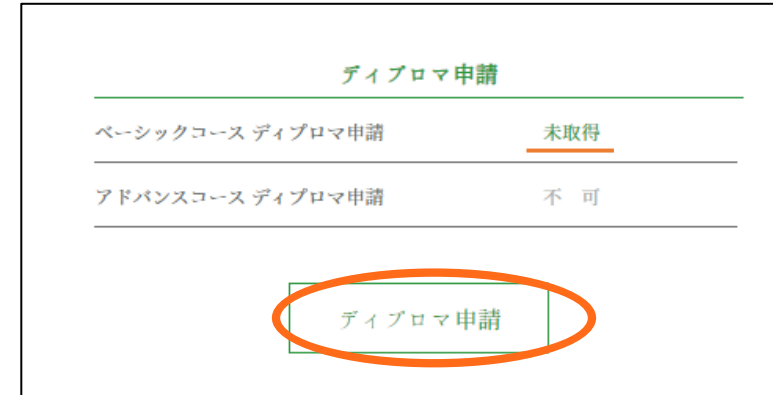 ディプロマ申請
ベーシックコース ディプロマ申請 未取得
アドバンスコース ディプロマ申請 不 可
ディプロマ申請